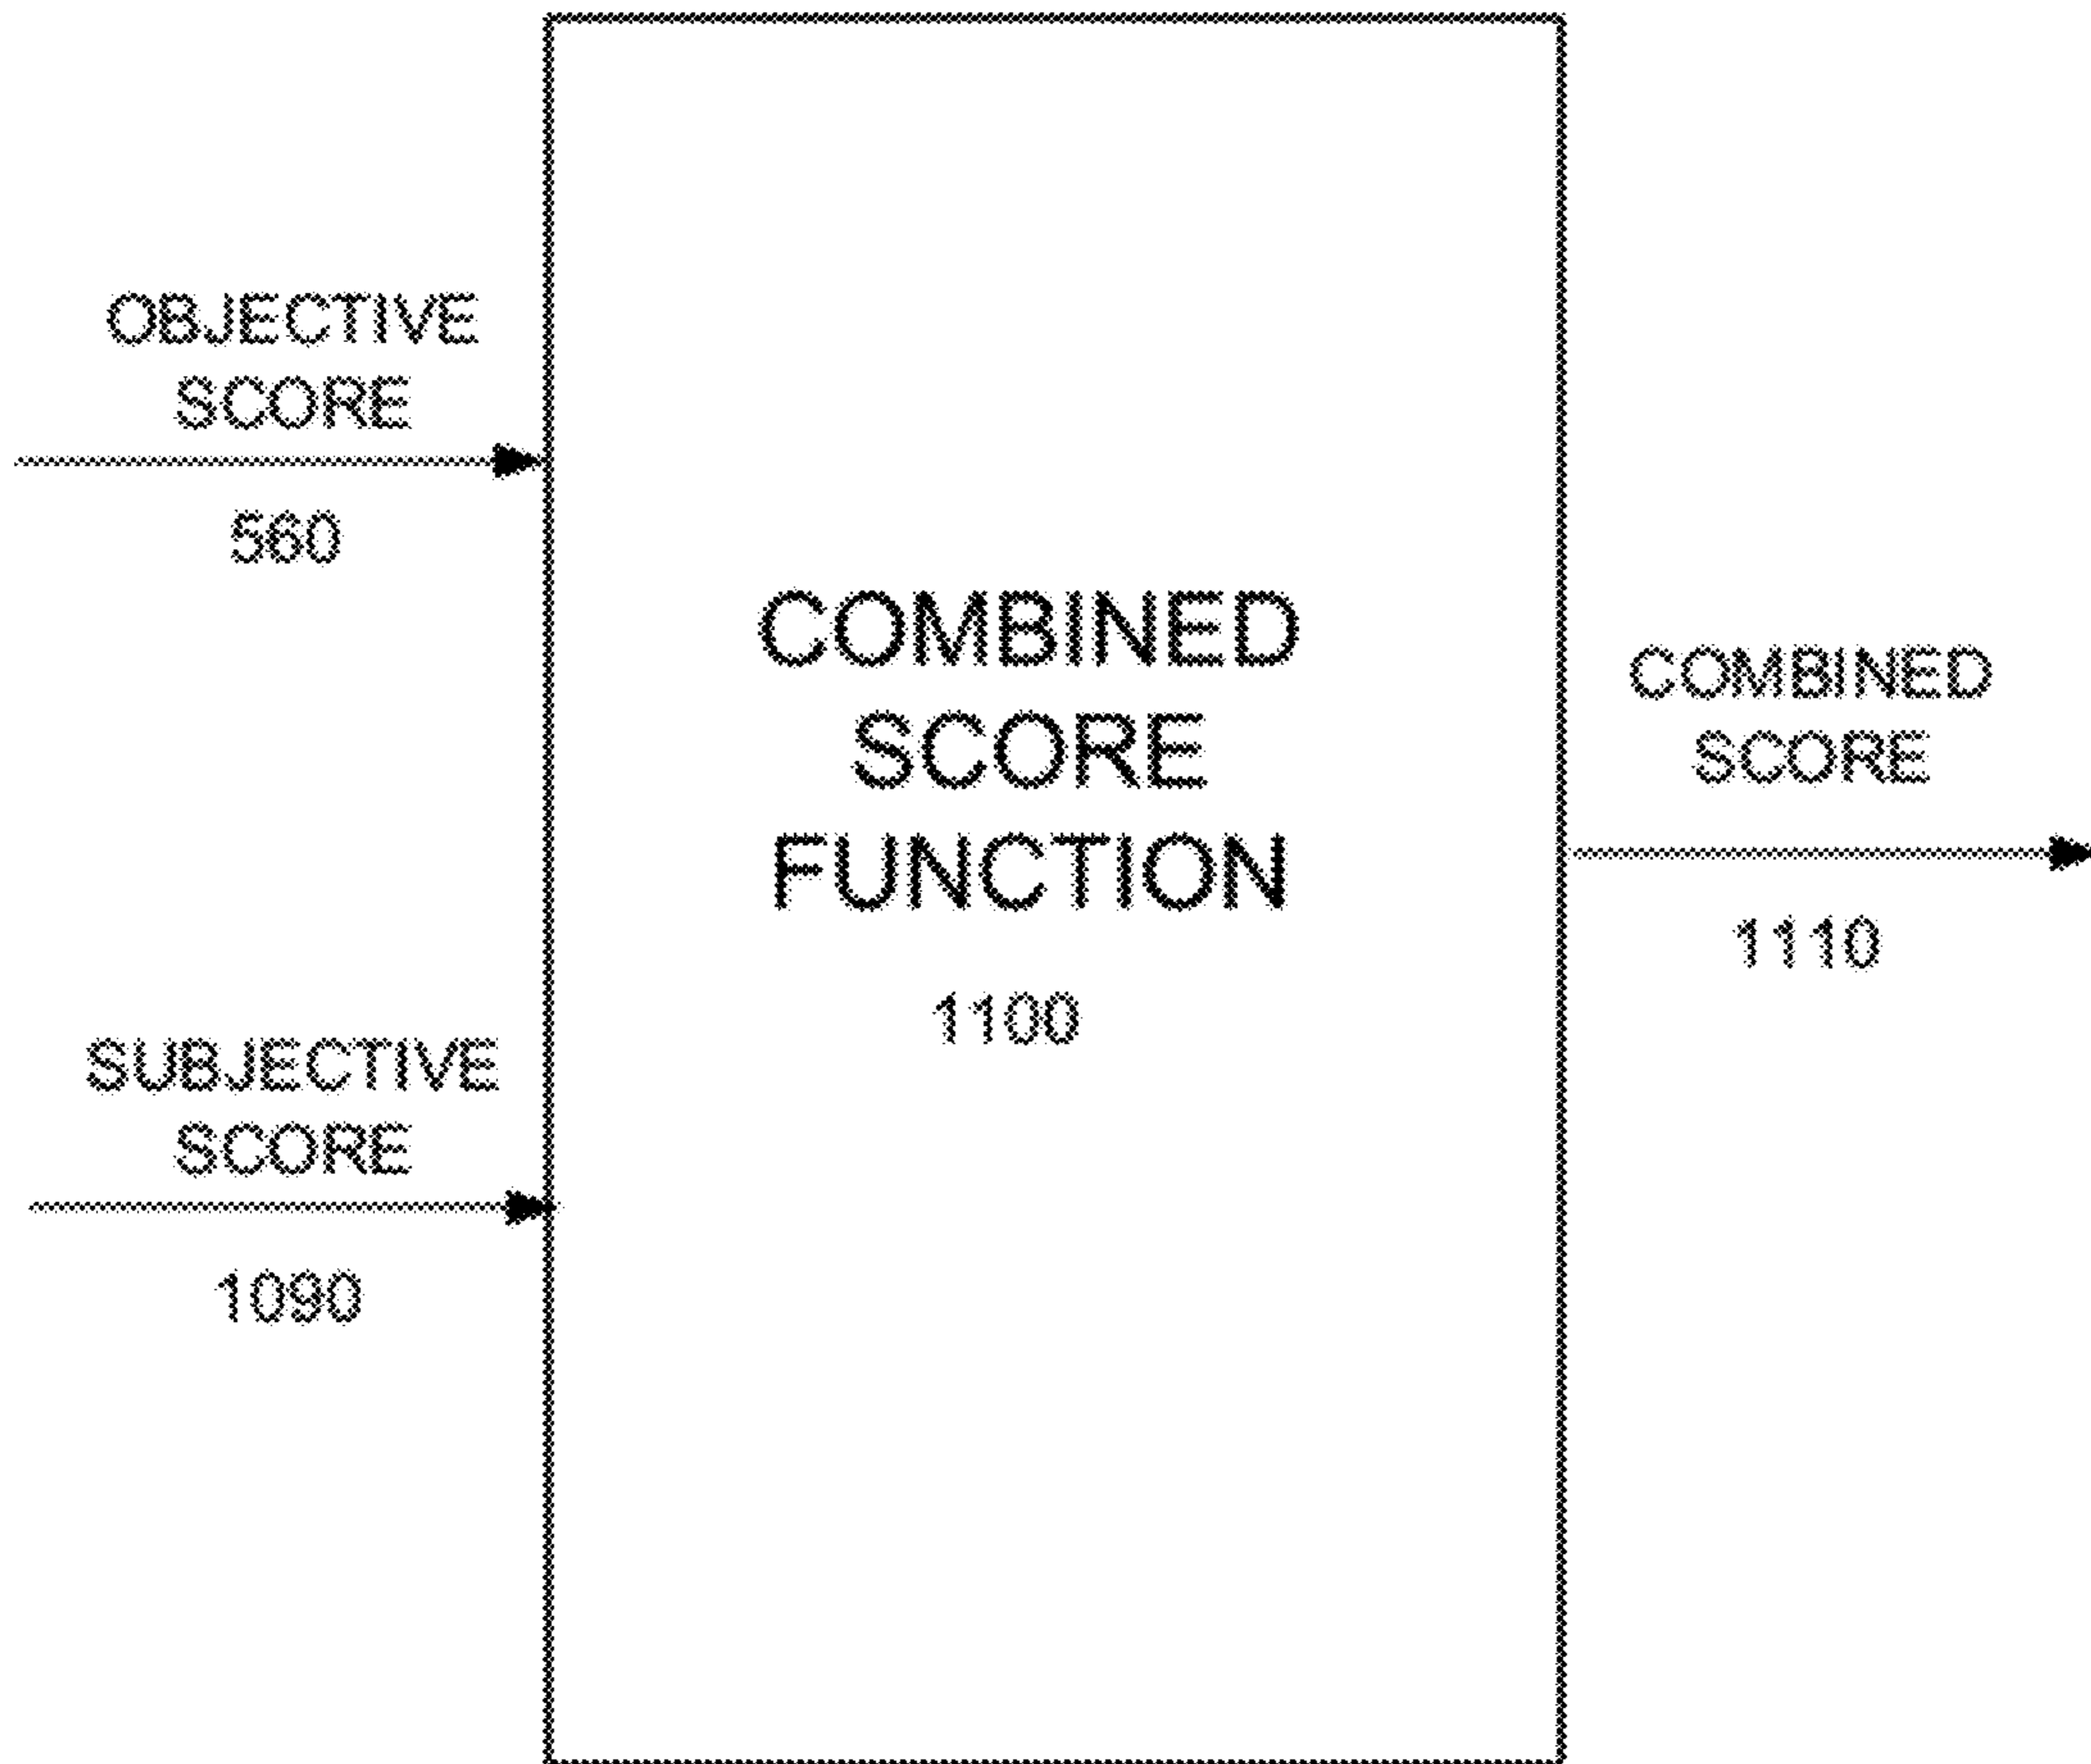 OBJECTIVE
SCORE
560
SUBJECTIVE
SCORE
1090
COMBINED
SCORE
FUNCTION
1100
COMBINED
SCORE
1110